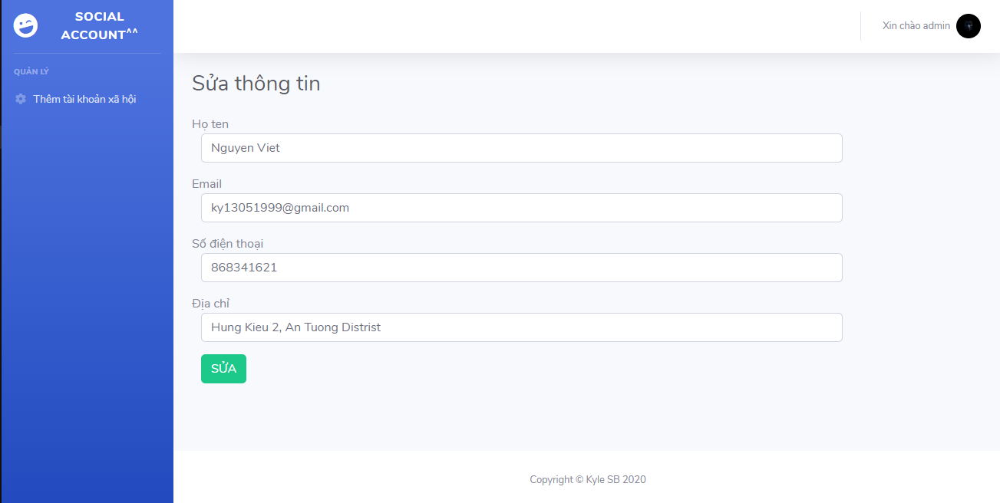 SOCIAL
ACCOUNT^^
QUẢN LÝ
Thêm tài khoản xã hội
Xin chào admin
Sửa thông tin
Họ ten
Nguyen Viet
Email
ky13051999@gmail.com
Số điện thoại
868341621
Địa chỉ
Hung Kieu 2, An Tuong Distrist
SỬA
Copyright © Kyle SB 2020